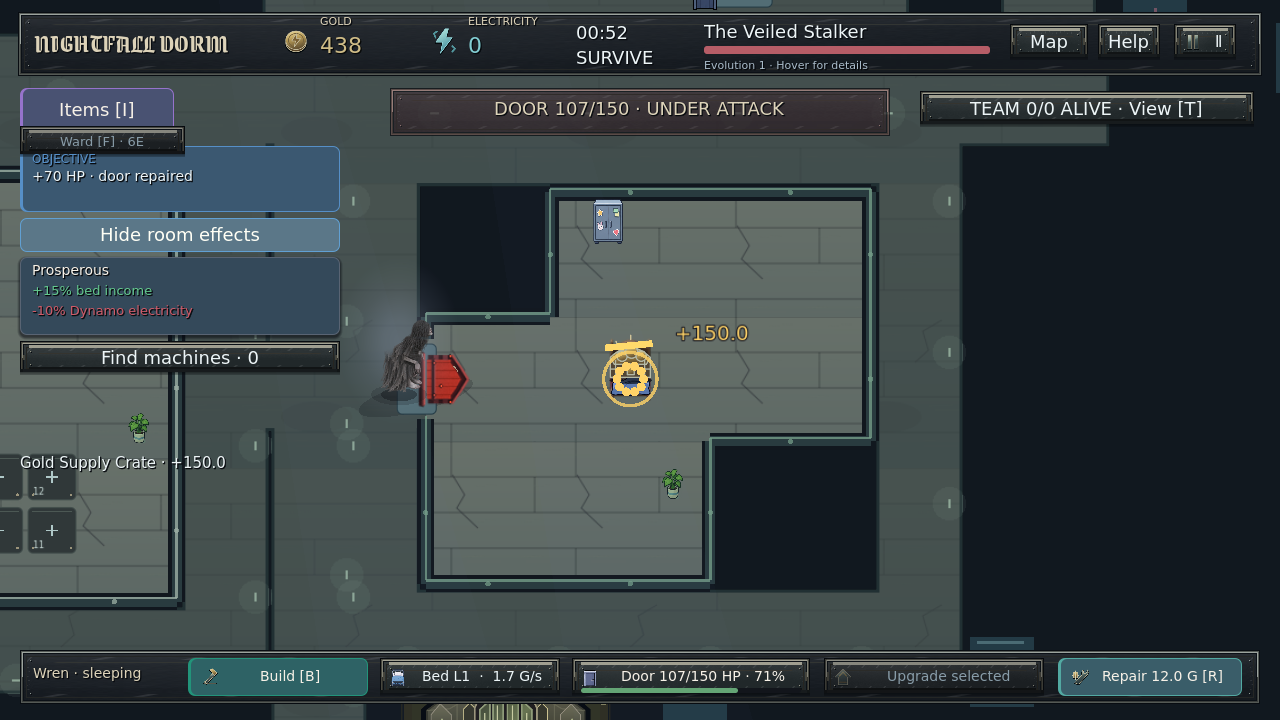 NIGHTFALL DORM
GOLD
438
ELECTRICITY
0
00:52
SURVIVE
The Veiled Stalker
Evolution 1 · Hover for details
Map
Help
II
Items [I]
Ward [F] · 6E
DOOR 107/150 · UNDER ATTACK
TEAM 0/0 ALIVE · View [T]
OBJECTIVE
+70 HP · door repaired
Hide room effects
Prosperous
+15% bed income
-10% Dynamo electricity
Find machines · 0
+150.0
Gold Supply Crate · +150.0
+
12
+
11
Wren · sleeping
Build [B]
Bed L1 · 1.7 G/s
Door 107/150 HP · 71%
Upgrade selected
Repair 12.0 G [R]